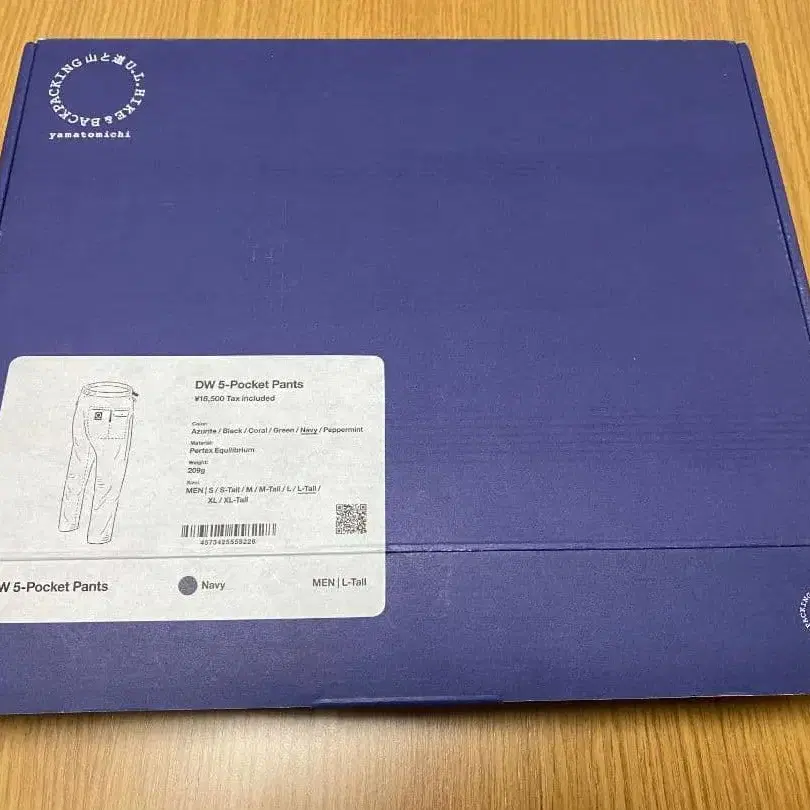 山と道 U.L. HIKE & BACKPACKING
yamatomichi
DW 5-Pocket Pants
¥18,500 Tax included
Color:
Azurite / Black / Coral / Green / Navy / Peppermint
Material:
Pertex Equilibrium
Weight:
209g
Size:
MEN | S / S-Tall / M / M-Tall / L / L-Tall /
XL / XL-Tall
4573425555226
W 5-Pocket Pants
Navy
MEN | L-Tall